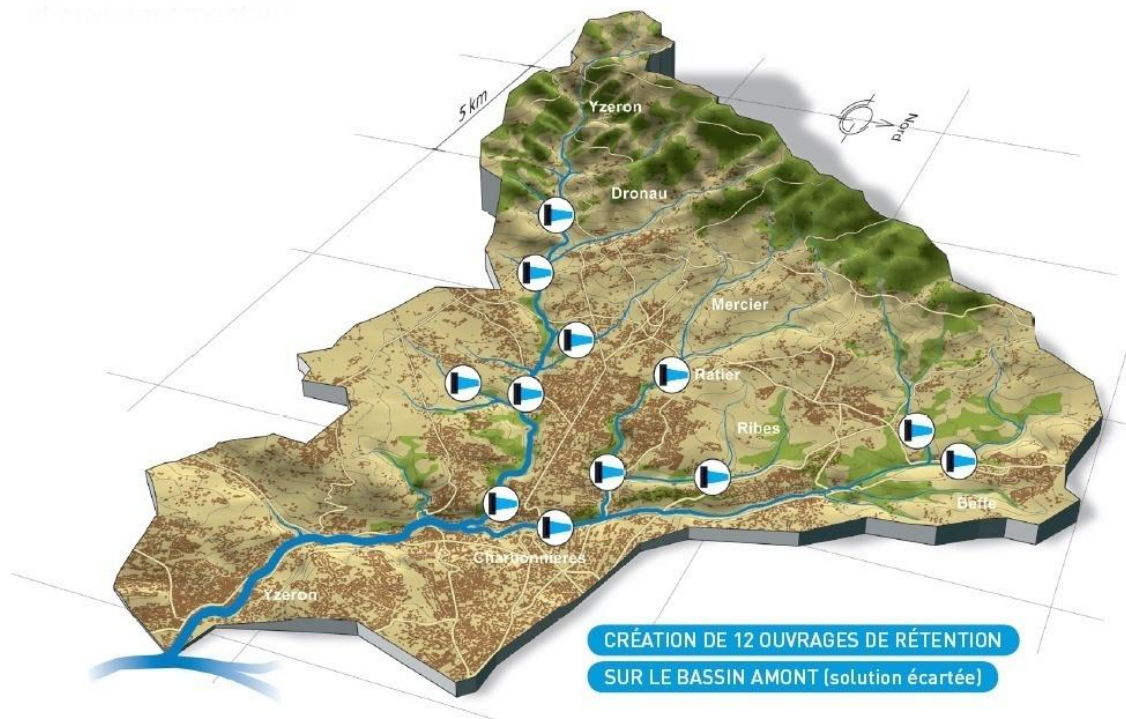 5 km
Nord
Yzeron
Dronau
Mercier
Ratier
Ribes
Beffe
Charbonnières
Yzeron
CRÉATION DE 12 OUVRAGES DE RÉTENTION
SUR LE BASSIN AMONT (solution écartée)